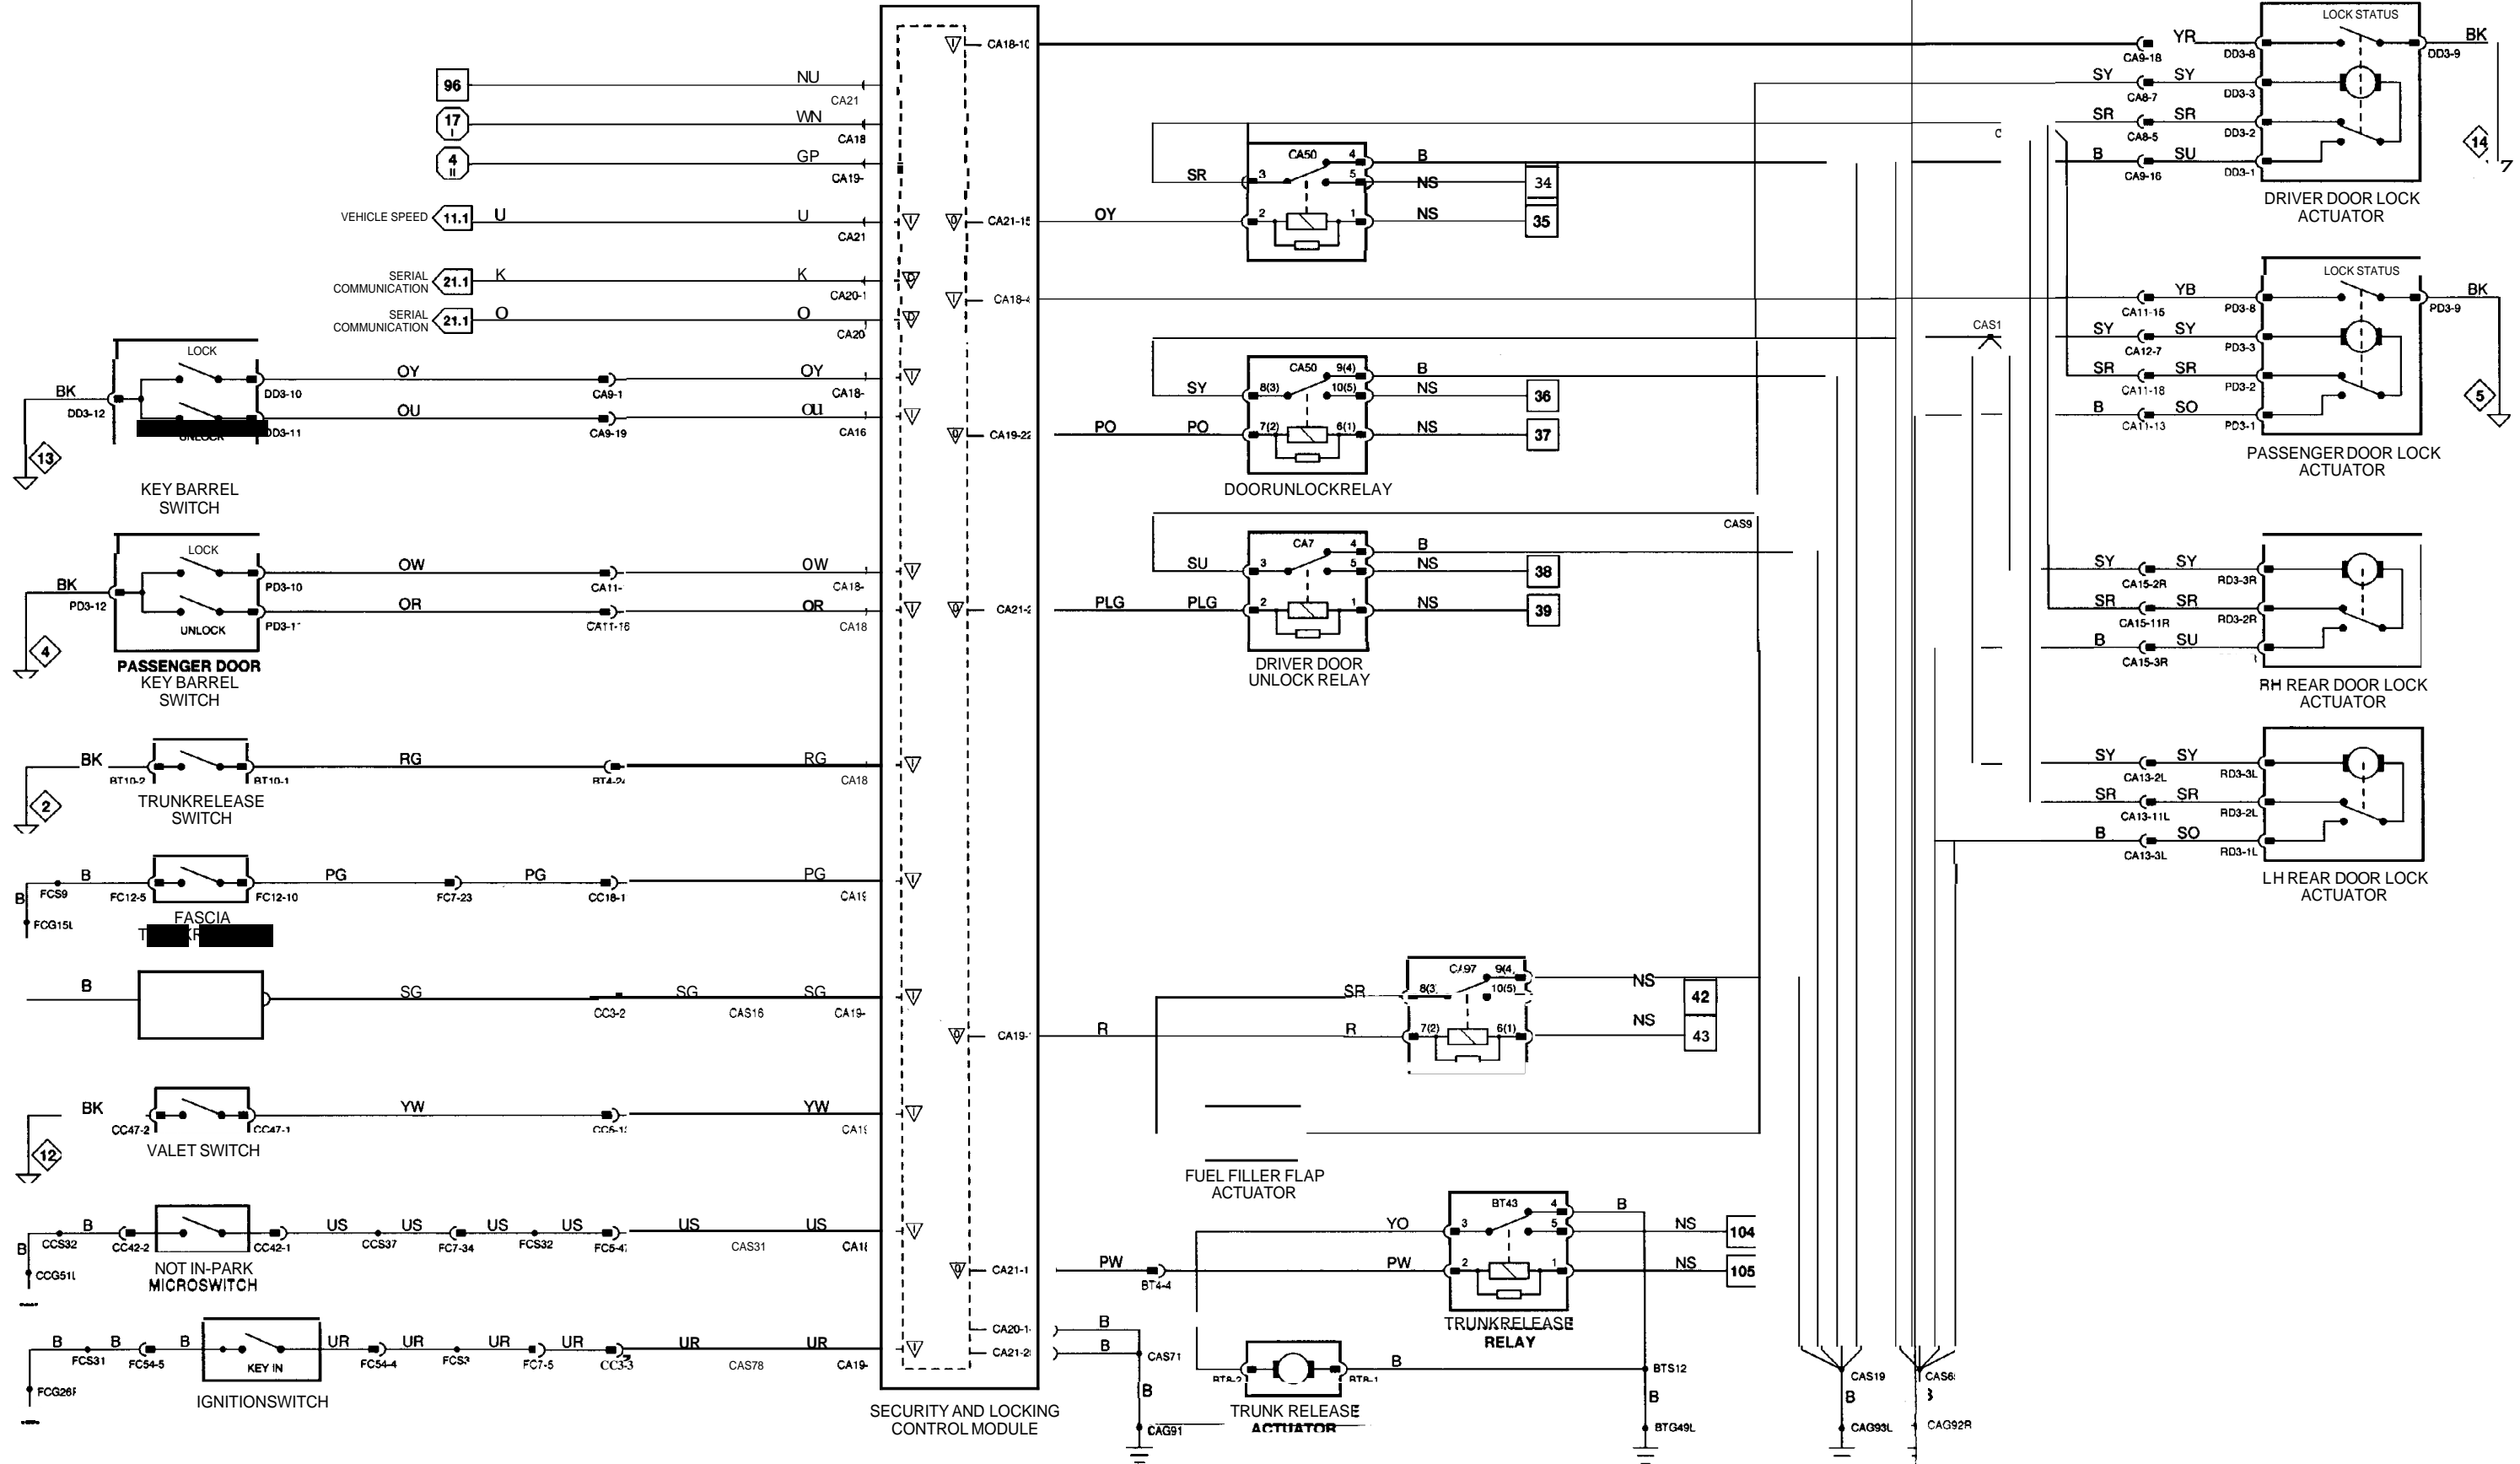 LOCK STATUS
CA18-10
YR
BK
CA9-18
DD3-8
DD3-9
96
NU
CA21
SY
SY
CA8-7
DD3-3
17
I
WN
CA18
SR
SR
CA8-5
DD3-2
14
4
II
GP
CA19-
CA50
4
B
3
SR
5
NS
34
B
SU
CA9-16
DD3-1
DRIVER DOOR LOCK
ACTUATOR
VEHICLE SPEED
11.1
U
U
CA21
CA21-15
OY
2
1
NS
35
SERIAL
COMMUNICATION
21.1
K
K
CA20-1
CA18-4
LOCK STATUS
YB
BK
CA11-15
PD3-8
PD3-9
SERIAL
COMMUNICATION
21.1
O
O
CA20
CAS1
SY
SY
CA12-7
PD3-3
LOCK
BK
DD3-12
DD3-10
OY
CA9-1
OY
CA18-
CA50
9(4)
B
8(3)
SY
10(5)
NS
36
SR
SR
CA11-18
PD3-2
5
OU
DD3-11
CA9-19
OU
CA16
UNLOCK
B
SO
CA11-13
PD3-1
CA19-22
PO
PO
7(2)
6(1)
NS
37
PASSENGER DOOR LOCK
ACTUATOR
13
KEY BARREL
SWITCH
DOORUNLOCKRELAY
CAS9
LOCK
BK
PD3-12
PD3-10
OW
CA11-
OW
CA18-
CA7
4
B
3
SU
5
NS
38
SY
SY
CA15-2R
RD3-3R
OR
CA11-16
OR
CA18
UNLOCK
CA21-2
PLG
PLG
2
1
NS
39
SR
SR
CA15-11R
RD3-2R
4
PASSENGER DOOR
KEY BARREL
SWITCH
DRIVER DOOR
UNLOCK RELAY
B
SU
CA15-3R
RH REAR DOOR LOCK
ACTUATOR
BK
BT10-2
BT10-1
RG
RG
CA18
2
TRUNKRELEASE
SWITCH
SY
SY
CA13-2L
RD3-3L
SR
SR
CA13-11L
RD3-2L
B
SO
CA13-3L
RD3-1L
LH REAR DOOR LOCK
ACTUATOR
B
FCS9
B
FCG15L
FC12-5
FC12-10
PG
FC7-23
PG
CC18-1
PG
CA19
FASCIA
B
SG
CC3-2
SG
CAS16
SG
CA19-
CA97
8(3)
SR
10(5)
NS
42
CA19-
R
R
7(2)
6(1)
NS
43
BK
CC47-2
CC47-1
YW
YW
12
VALET SWITCH
FUEL FILLER FLAP
ACTUATOR
B
CCS32
B
CCG51L
CC42-2
CC42-1
US
CCS37
US
FC7-34
US
FCS32
US
US
CAS31
US
NOT IN-PARK
MICROSWITCH
BT43
4
B
YO
3
5
NS
104
CA21-1
PW
BT4-4
PW
2
1
NS
105
TRUNKRELEASE
RELAY
B
FCS31
B
FC54-5
B
KEY IN
UR
FC54-4
UR
FCS3
UR
FC7-5
UR
CC3-3
UR
CAS78
UR
CA19-
IGNITIONSWITCH
CA20-1
B
CA21-2
B
CAS71
B
CAG91
B
BTS12
B
BTG49L
CAS19
B
CAG93L
CAS6
CAG92R
SECURITY AND LOCKING
CONTROL MODULE
TRUNK RELEASE
ACTUATOR